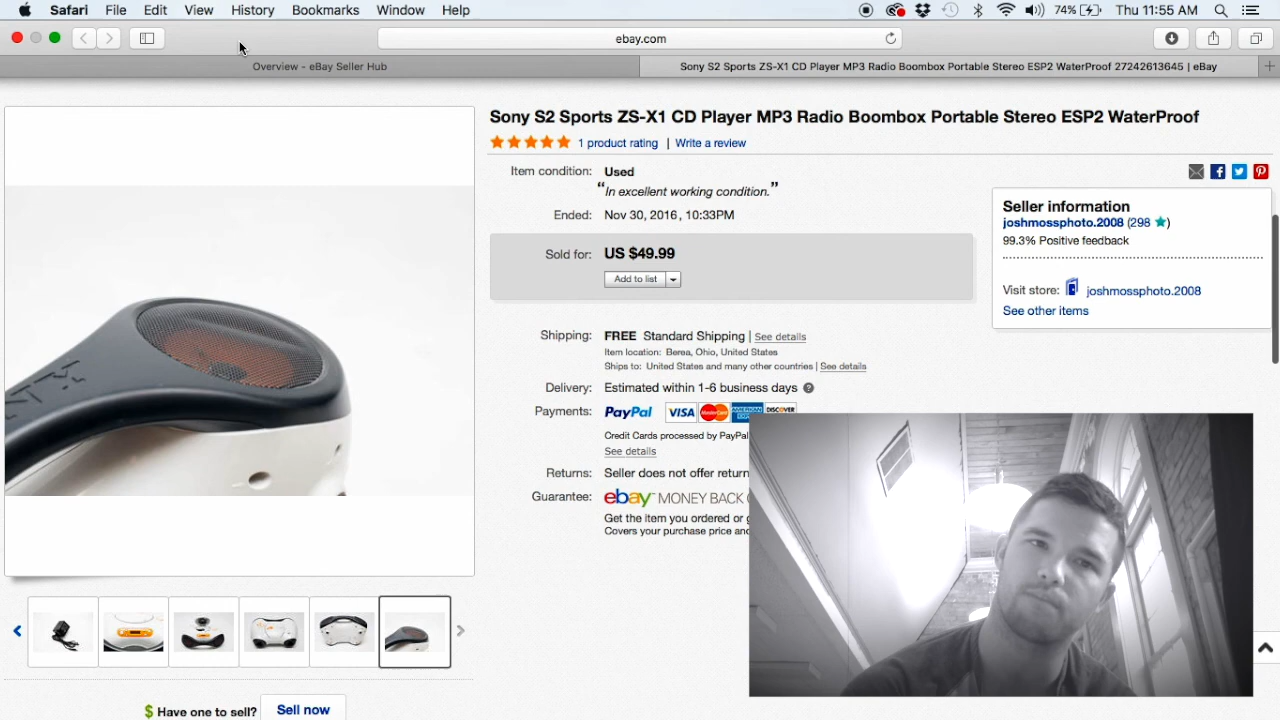 Safari File Edit View History Bookmarks Window Help 74% Thu 11:55 AM
ebay.com
Overview - eBay Seller Hub
Sony S2 Sports ZS-X1 CD Player MP3 Radio Boombox Portable Stereo ESP2 WaterProof 27242613645 | eBay
Sony S2 Sports ZS-X1 CD Player MP3 Radio Boombox Portable Stereo ESP2 WaterProof
1 product rating | Write a review
Item condition: Used
“In excellent working condition.”
Ended: Nov 30, 2016 , 10:33PM
Sold for: US $49.99
Add to list
Shipping: FREE Standard Shipping | See details
Item location: Berea, Ohio, United States
Ships to: United States and many other countries | See details
Delivery: Estimated within 1-6 business days ?
Payments: PayPal VISA MasterCard AMERICAN EXPRESS DISCOVER
Credit Cards processed by PayPal
See details
Returns: Seller does not offer return
Guarantee: ebay MONEY BACK
Get the item you ordered or
Covers your purchase price and
Seller information
joshmossphoto.2008 (298 ★)
99.3% Positive feedback
Visit store: joshmossphoto.2008
See other items
$ Have one to sell? Sell now